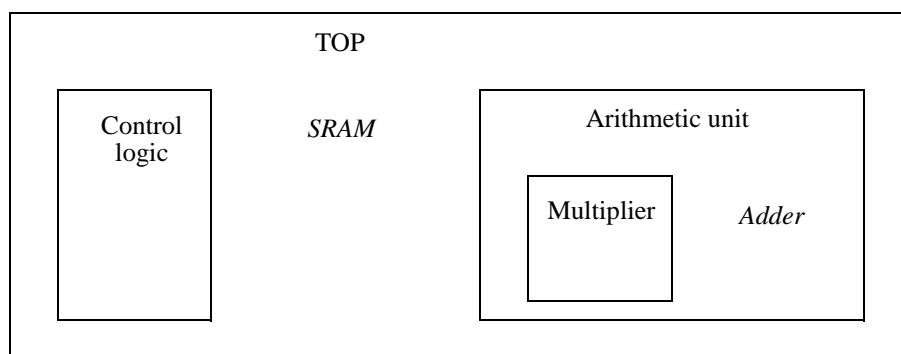 TOP
Control
logic
SRAM
Arithmetic unit
Multiplier
Adder